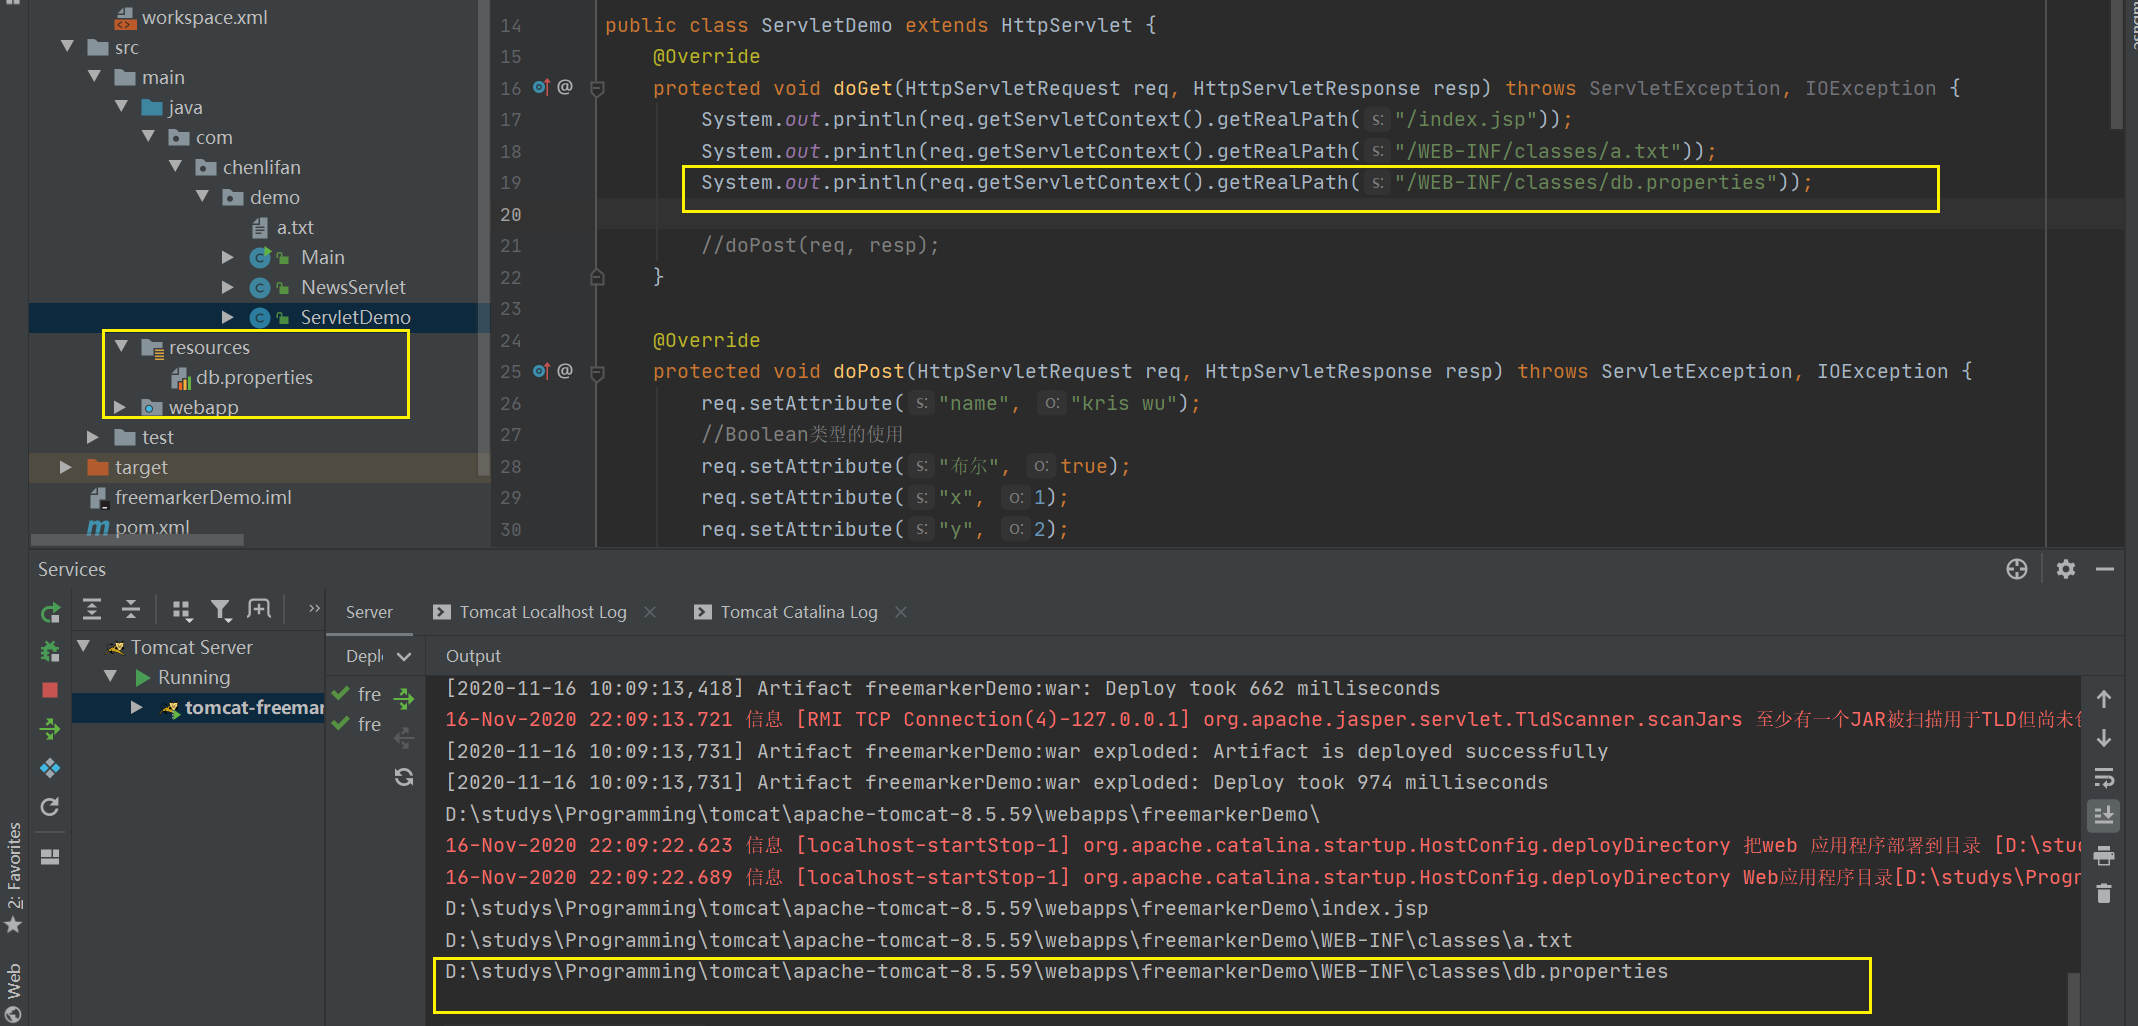 workspace.xml
src
main
java
com
chenlifan
demo
a.txt
Main
NewsServlet
ServletDemo
resources
db.properties
webapp
test
target
freemarkerDemo.iml
pom.xml
14 public class ServletDemo extends HttpServlet {
15 @Override
16 @ protected void doGet(HttpServletRequest req, HttpServletResponse resp) throws ServletException, IOException {
17 System.out.println(req.getServletContext().getRealPath( s: "/index.jsp"));
18 System.out.println(req.getServletContext().getRealPath( s: "/WEB-INF/classes/a.txt"));
19 System.out.println(req.getServletContext().getRealPath( s: "/WEB-INF/classes/db.properties"));
20
21 //doPost(req, resp);
22 }
23
24 @Override
25 @ protected void doPost(HttpServletRequest req, HttpServletResponse resp) throws ServletException, IOException {
26 req.setAttribute( s: "name", o: "kris wu");
27 //Boolean类型的使用
28 req.setAttribute( s: "布尔", o: true);
29 req.setAttribute( s: "x", o: 1);
30 req.setAttribute( s: "y", o: 2);
Services
Server
Tomcat Localhost Log
Tomcat Catalina Log
Tomcat Server
Running
tomcat-freemar
Depl
fre
fre
Output
[2020-11-16 10:09:13,418] Artifact freemarkerDemo:war: Deploy took 662 milliseconds
16-Nov-2020 22:09:13.721 信息 [RMI TCP Connection(4)-127.0.0.1] org.apache.jasper.servlet.TldScanner.scanJars 至少有一个JAR被扫描用于TLD但尚未
[2020-11-16 10:09:13,731] Artifact freemarkerDemo:war exploded: Artifact is deployed successfully
[2020-11-16 10:09:13,731] Artifact freemarkerDemo:war exploded: Deploy took 974 milliseconds
D:\studys\Programming\tomcat\apache-tomcat-8.5.59\webapps\freemarkerDemo\
16-Nov-2020 22:09:22.623 信息 [localhost-startStop-1] org.apache.catalina.startup.HostConfig.deployDirectory 把web 应用程序部署到目录 [D:\stud
16-Nov-2020 22:09:22.689 信息 [localhost-startStop-1] org.apache.catalina.startup.HostConfig.deployDirectory Web应用程序目录[D:\studys\Progr
D:\studys\Programming\tomcat\apache-tomcat-8.5.59\webapps\freemarkerDemo\index.jsp
D:\studys\Programming\tomcat\apache-tomcat-8.5.59\webapps\freemarkerDemo\WEB-INF\classes\a.txt
D:\studys\Programming\tomcat\apache-tomcat-8.5.59\webapps\freemarkerDemo\WEB-INF\classes\db.properties
2: Favorites
Web